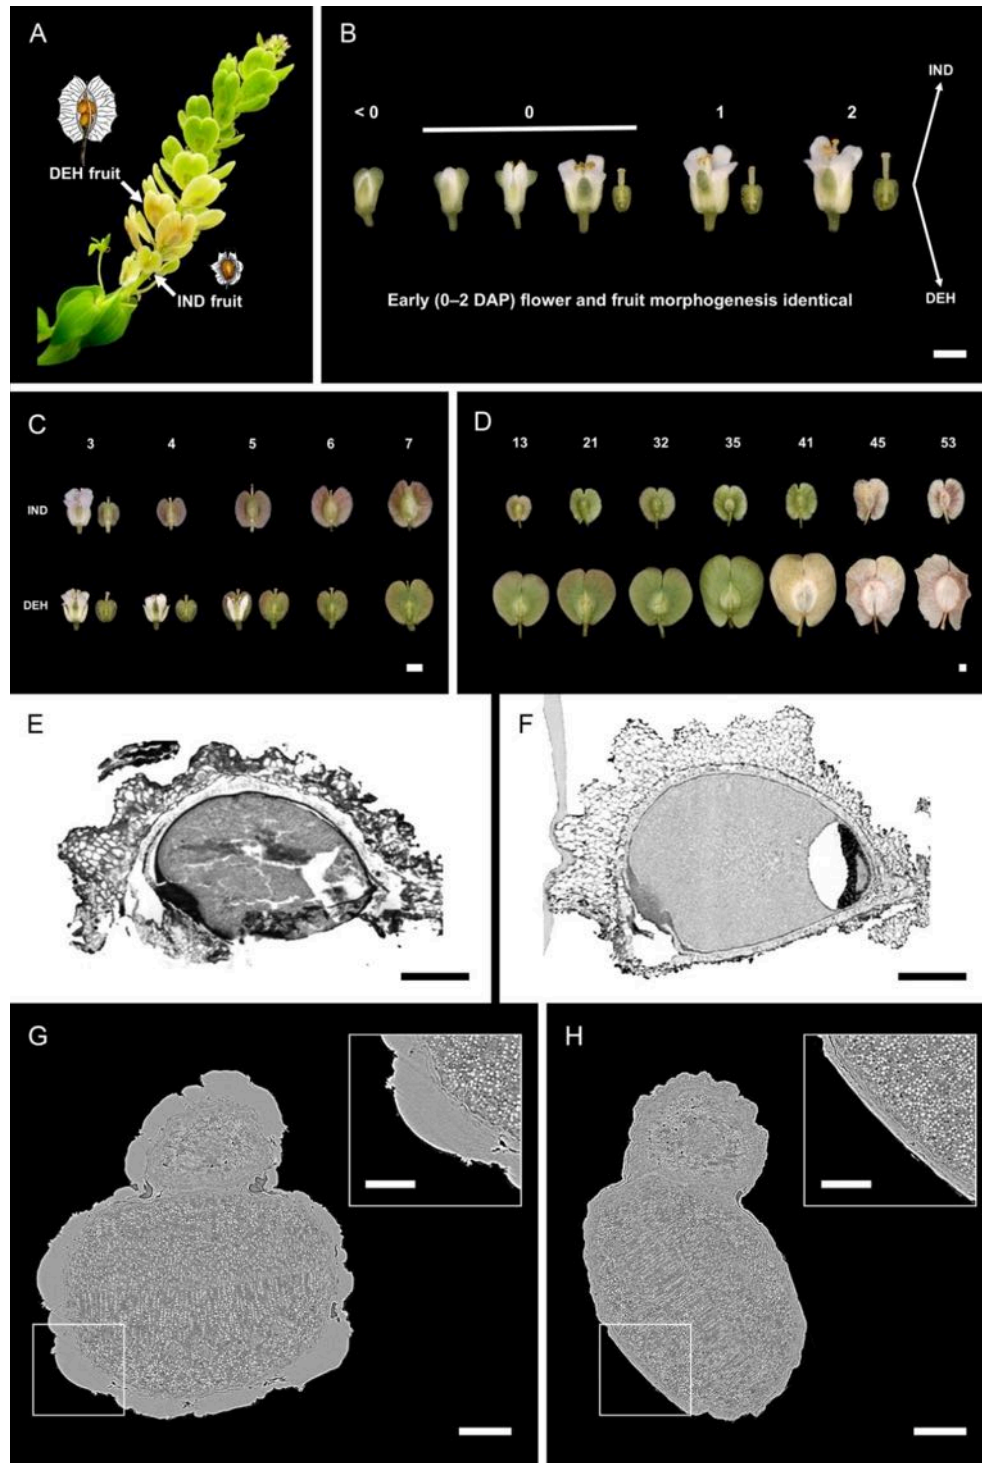 A
DEH fruit
IND fruit
B
< 0
0
1
2
IND
Early (0–2 DAP) flower and fruit morphogenesis identical
DEH
C
3 4 5 6 7
IND
DEH
D
13 21 32 35 41 45 53
E
F
G
H